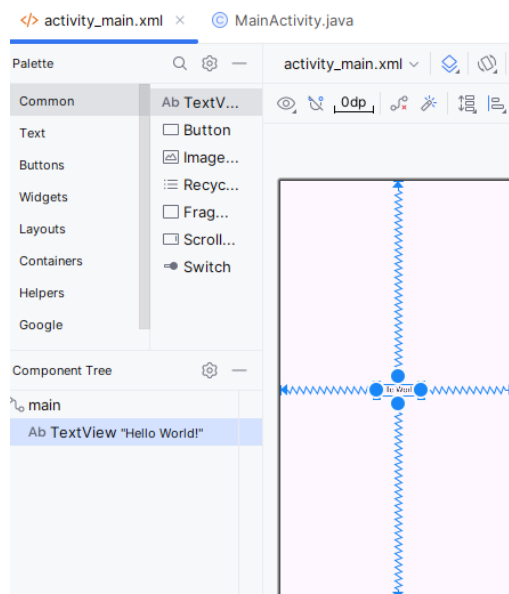 </> activity_main.xml ×
© MainActivity.java
Palette
activity_main.xml
Common
Text
Buttons
Widgets
Layouts
Containers
Helpers
Google
Ab TextV...
Button
Image...
Recyc...
Frag...
Scroll...
Switch
0dp
Component Tree
main
Ab TextView "Hello World!"